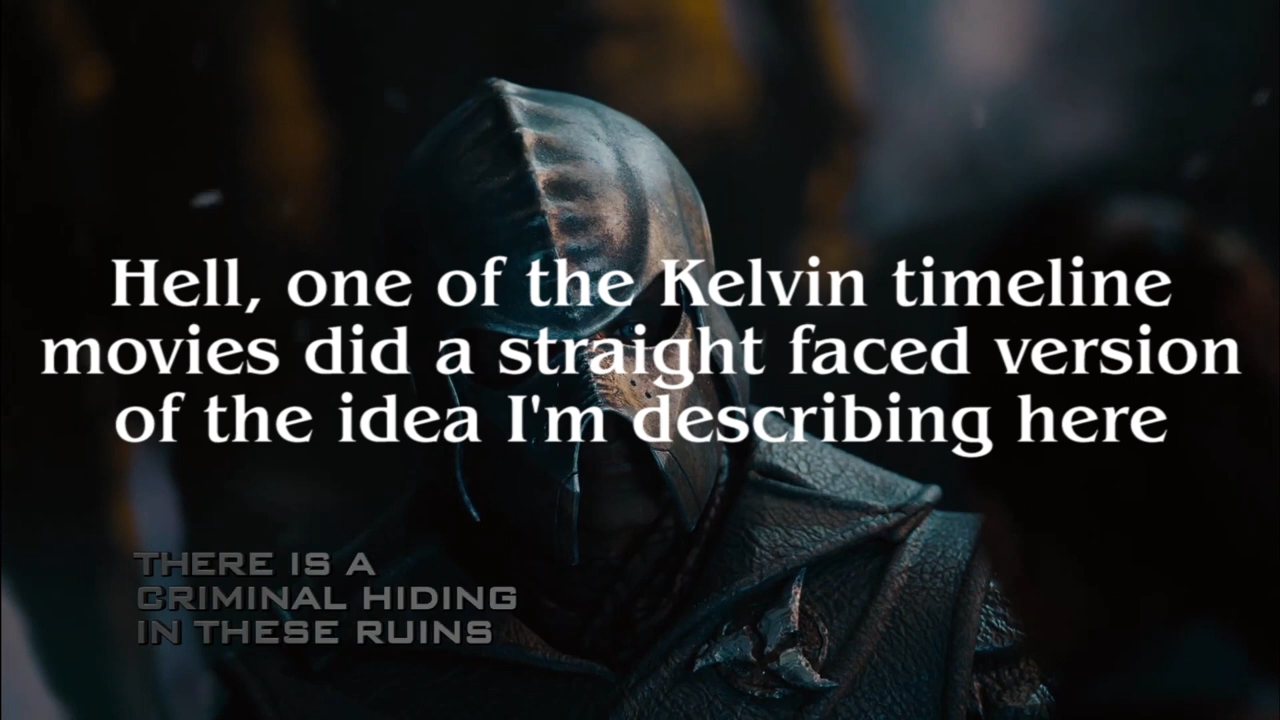 Hell, one of the Kelvin timeline
movies did a straight faced version
of the idea I'm describing here
THERE IS A
CRIMINAL HIDING
IN THESE RUINS